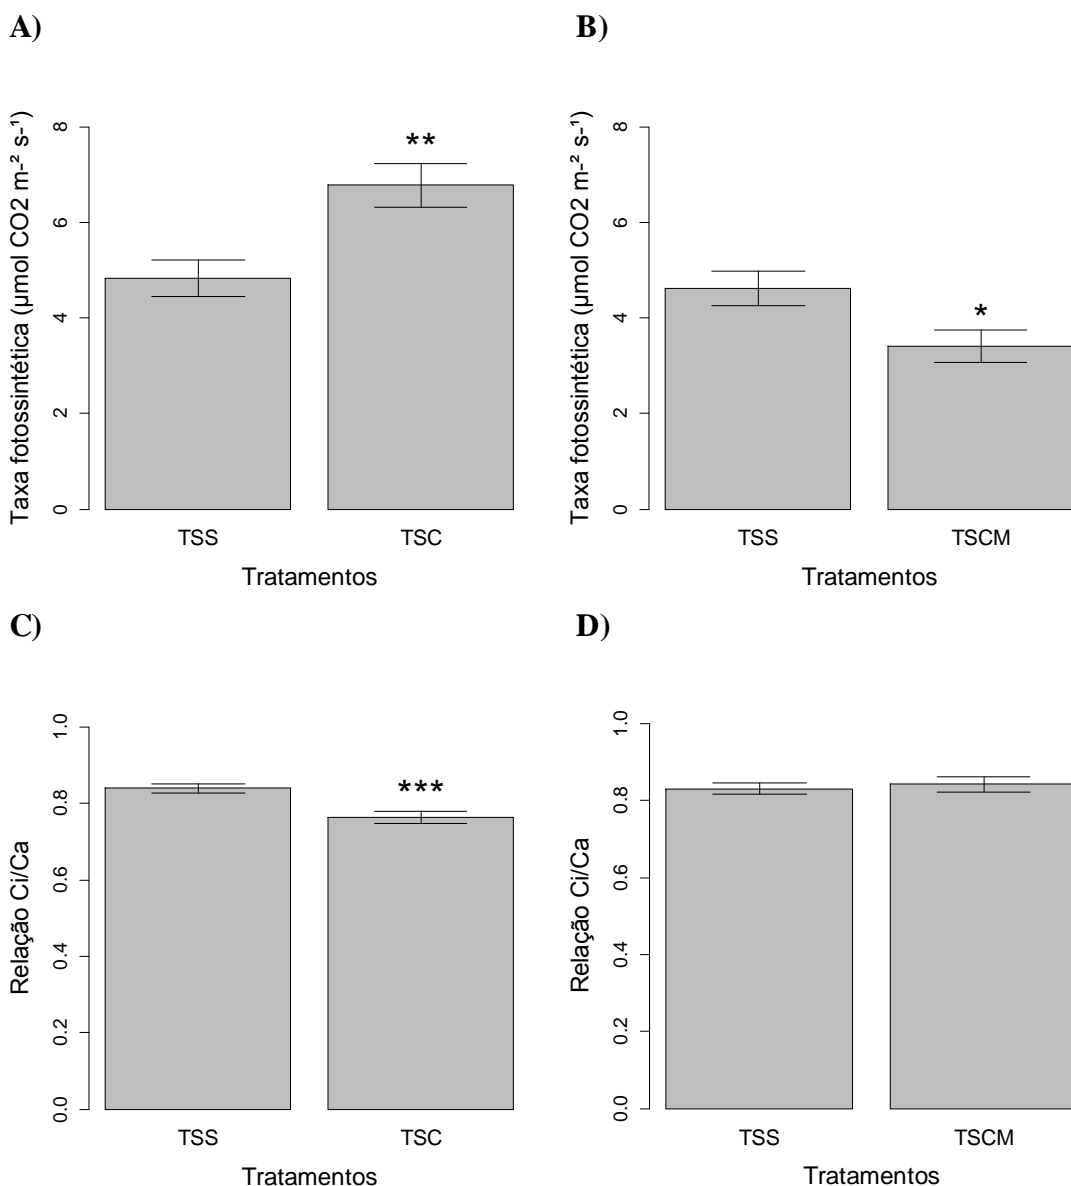 A)
Taxa fotossintética (µmol CO2 m-² s-¹)
0
2
4
6
8
**
TSS
TSC
Tratamentos
B)
Taxa fotossintética (µmol CO2 m-² s-¹)
0
2
4
6
8
*
TSS
TSCM
Tratamentos
C)
Relação Ci/Ca
0.0
0.2
0.4
0.6
0.8
1.0
***
TSS
TSC
Tratamentos
D)
Relação Ci/Ca
0.0
0.2
0.4
0.6
0.8
1.0
TSS
TSCM
Tratamentos